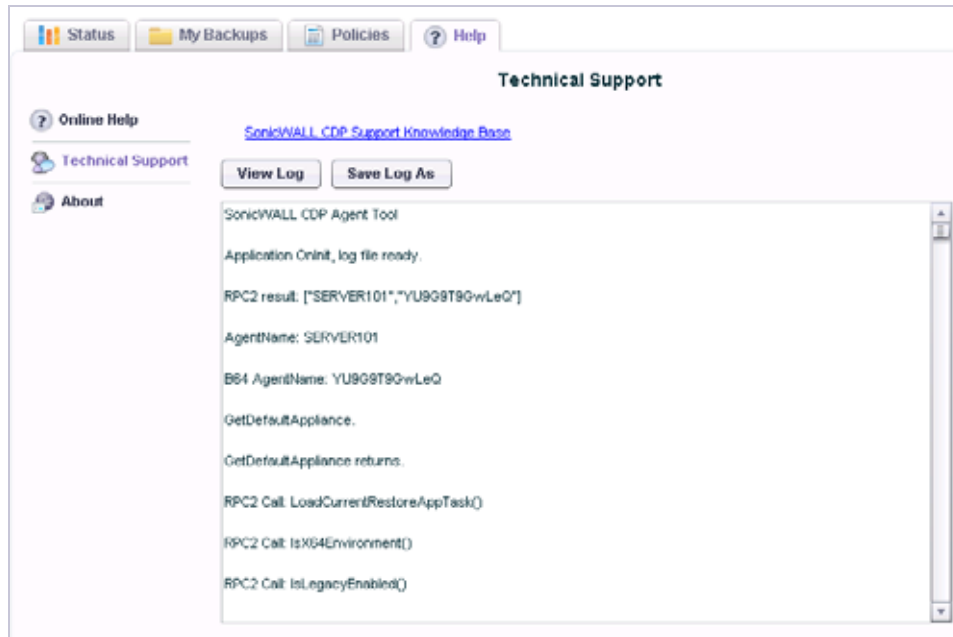 Status
My Backups
Policies
Help
Technical Support
Online Help
Technical Support
About
SonicWALL CDP Support Knowledge Base
View Log
Save Log As
SonicWALL CDP Agent Tool
Application OnInit, log file ready.
RPC2 result: ["SERVER101","YU9G9T9GwLeQ"]
AgentName: SERVER101
B64 AgentName: YU9G9T9GwLeQ
GetDefaultAppliance.
GetDefaultAppliance returns.
RPC2 Call: LoadCurrentRestoreAppTask()
RPC2 Call: IsX64Environment()
RPC2 Call: IsLegacyEnabled()